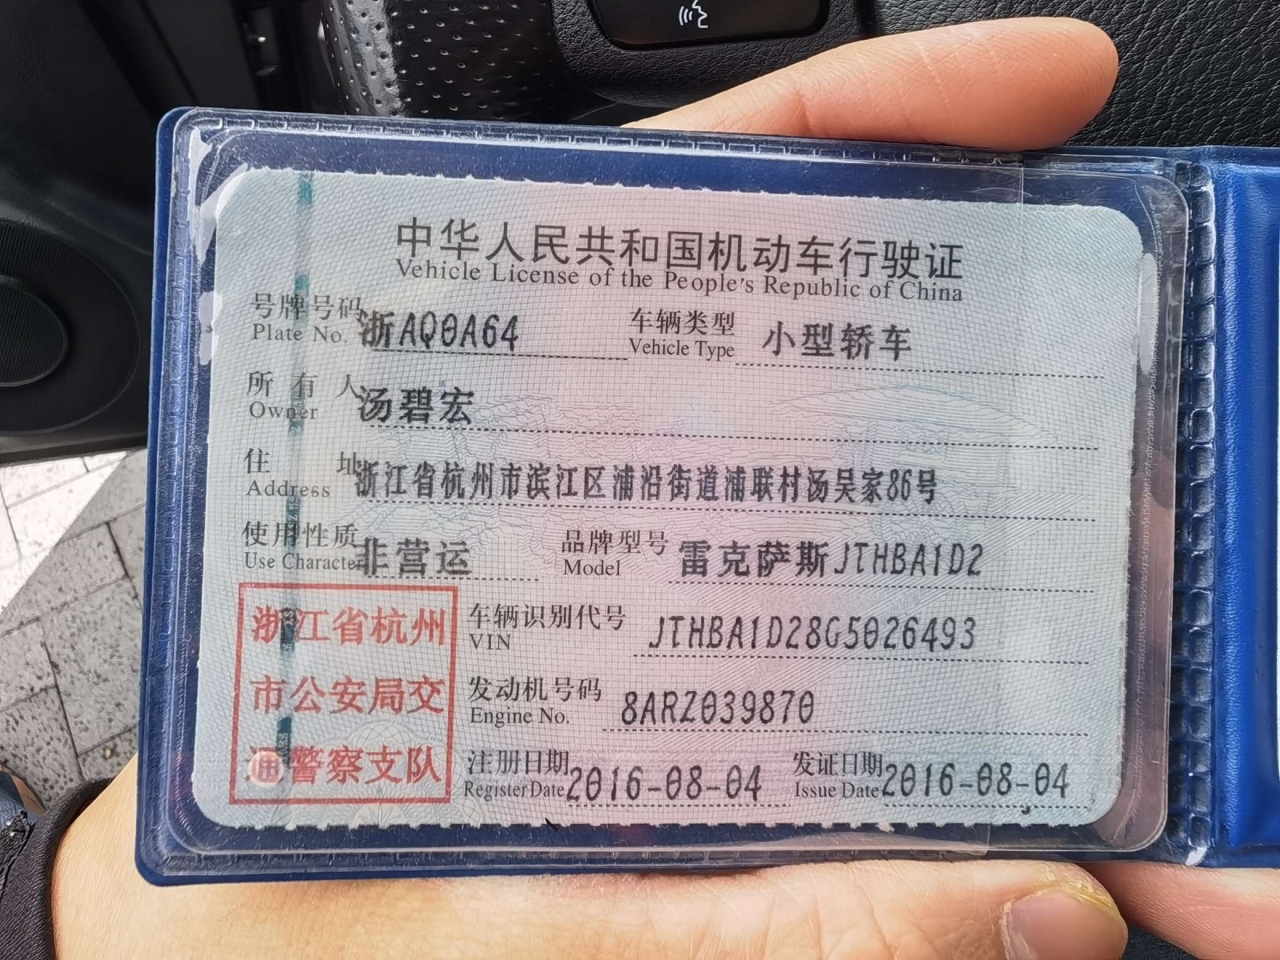 中华人民共和国机动车行驶证
Vehicle License of the People's Republic of China
号牌号码 浙AQ0A64 车辆类型 小型轿车
Plate No. Vehicle Type
所有人 汤碧宏
Owner
住址 浙江省杭州市滨江区浦沿街道浦联村汤吴家86号
Address
使用性质 非营运 品牌型号 雷克萨斯JTHBA1D2
Use Character Model
浙江省杭州
市公安局交
警察支队
车辆识别代号 JTHBA1D28G5026493
VIN
发动机号码 8ARZ039870
Engine No.
注册日期 2016-08-04 发证日期 2016-08-04
Register Date Issue Date